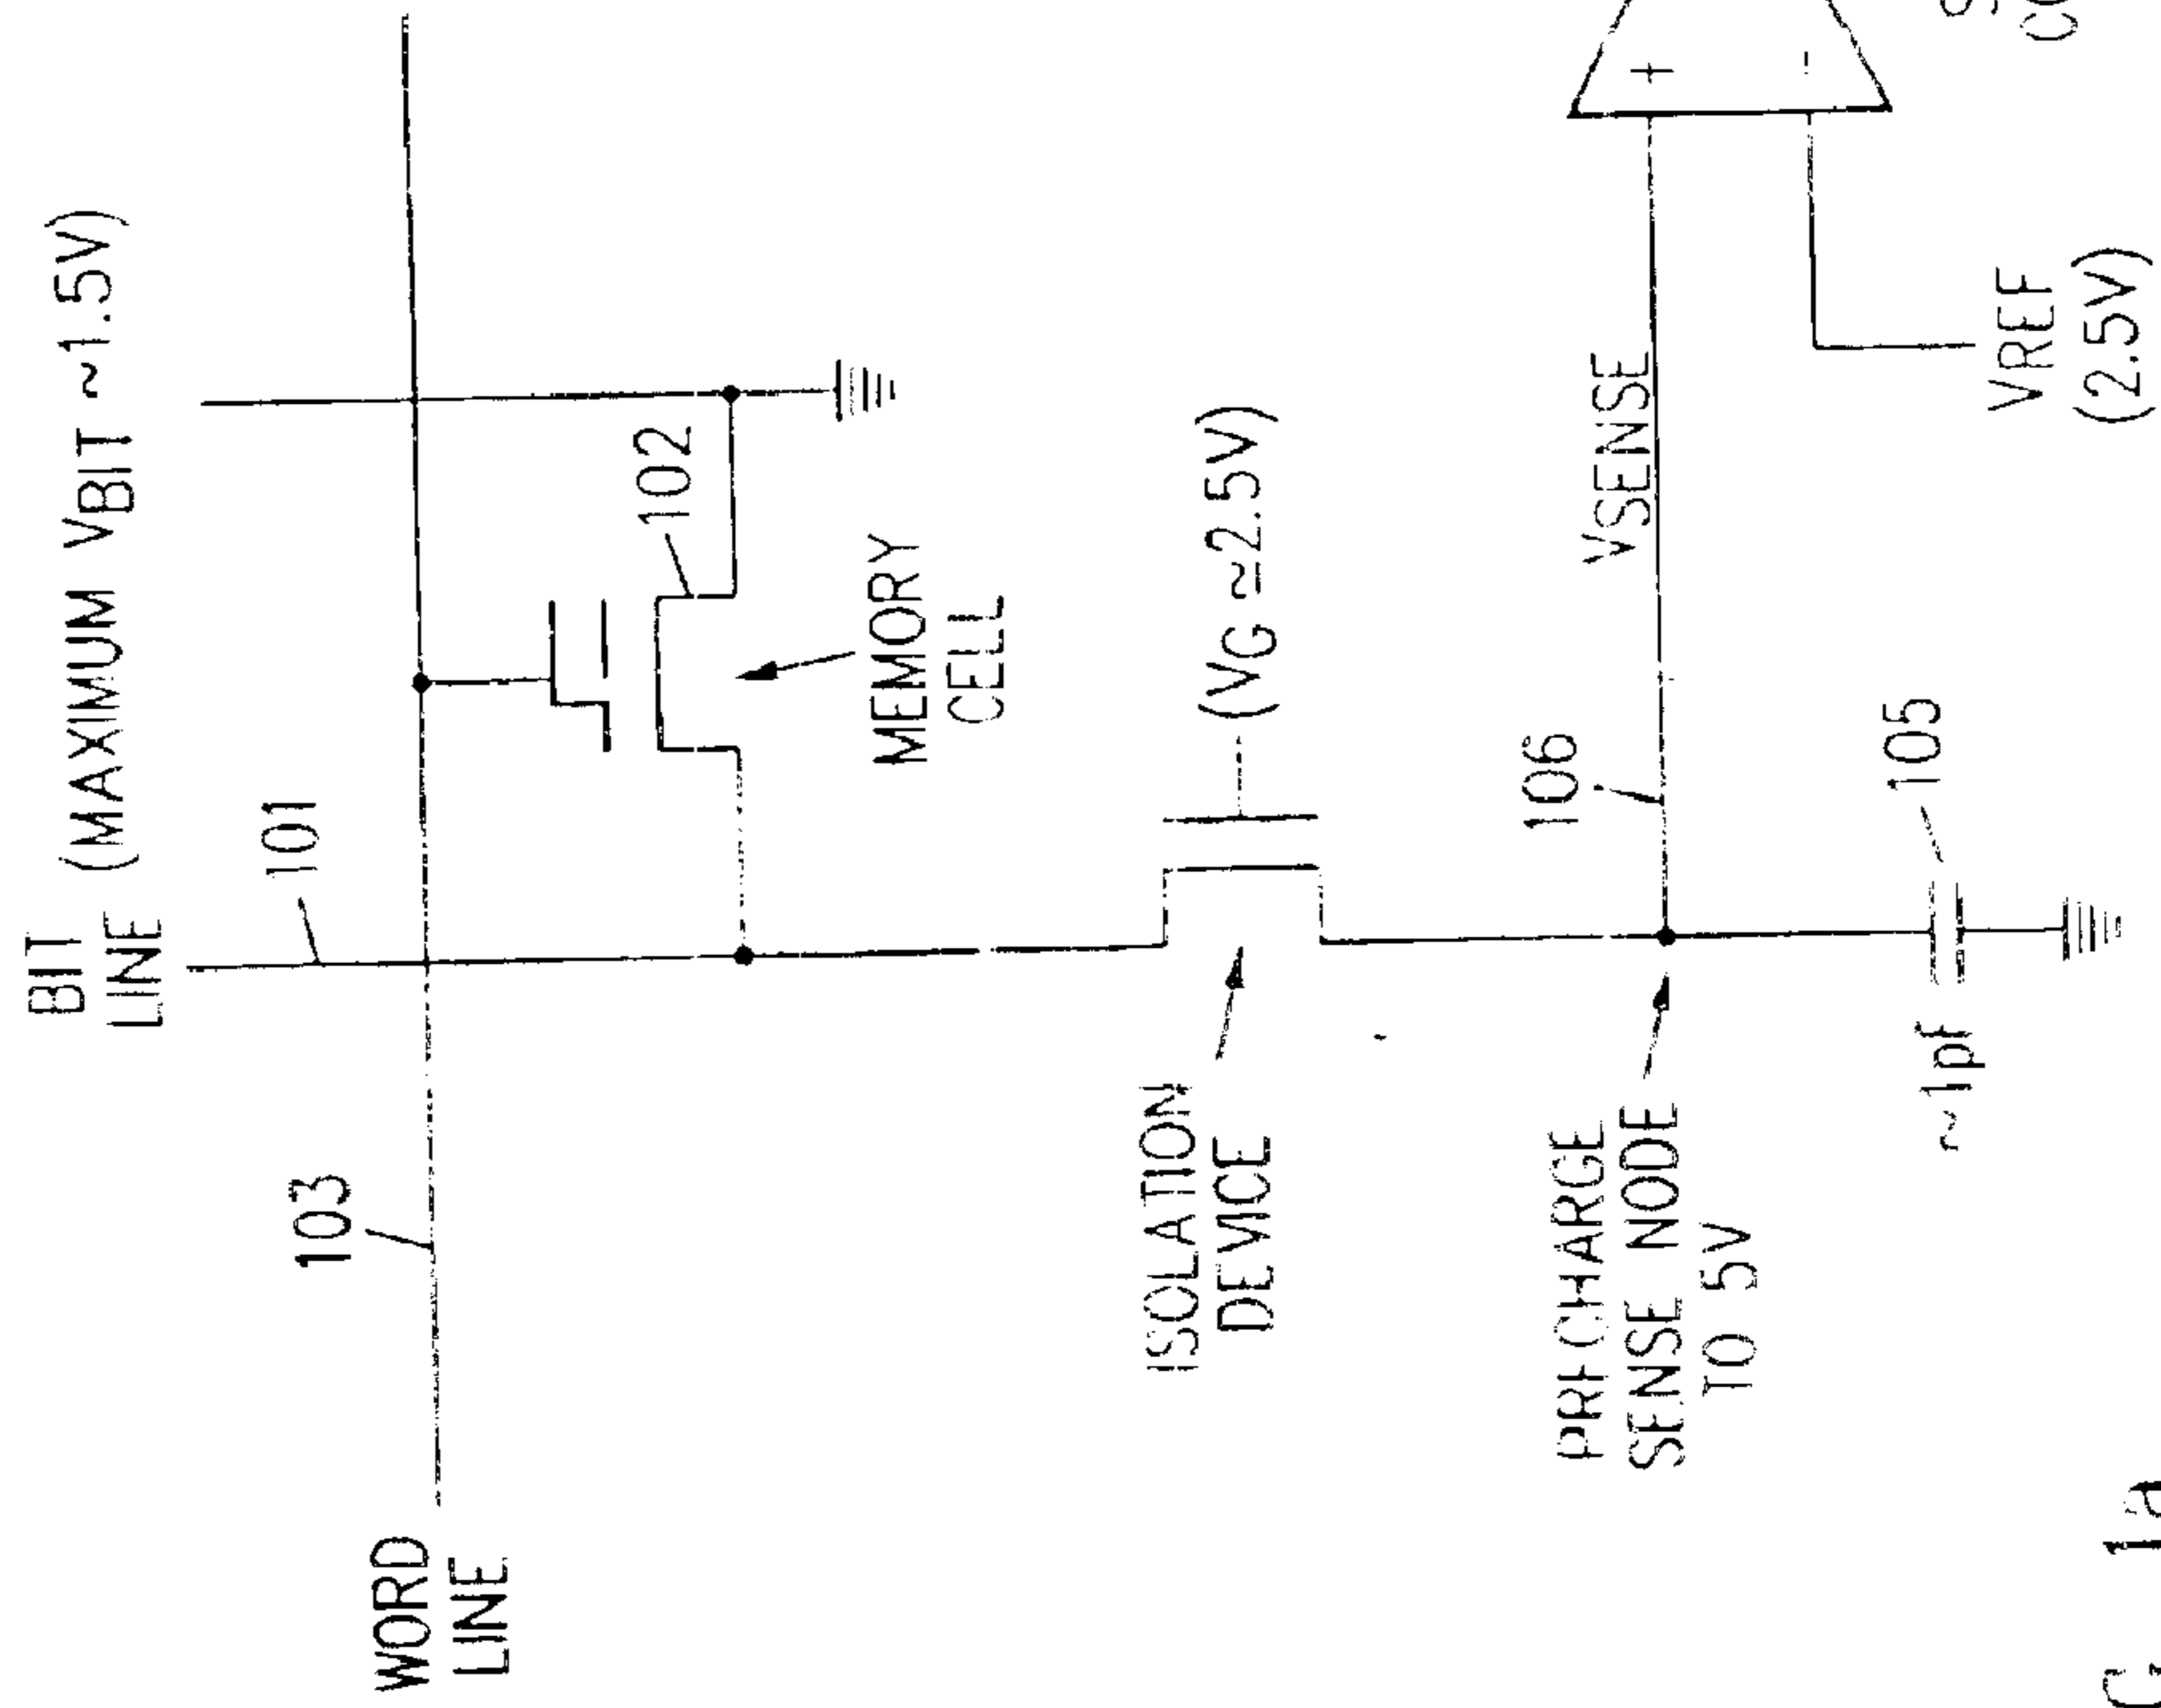 BIT
LINE (MAXIMUM VBIT ~1.5V)
101
103
WORD
LINE
102
MEMORY
CELL
ISOLATION
DEVICE
(VG ≃2.5V)
106
VSENSE
PRECHARGE
SENSE NODE
TO 5V
~1pf
105
+
-
VREF
(2.5V)
G. 1a